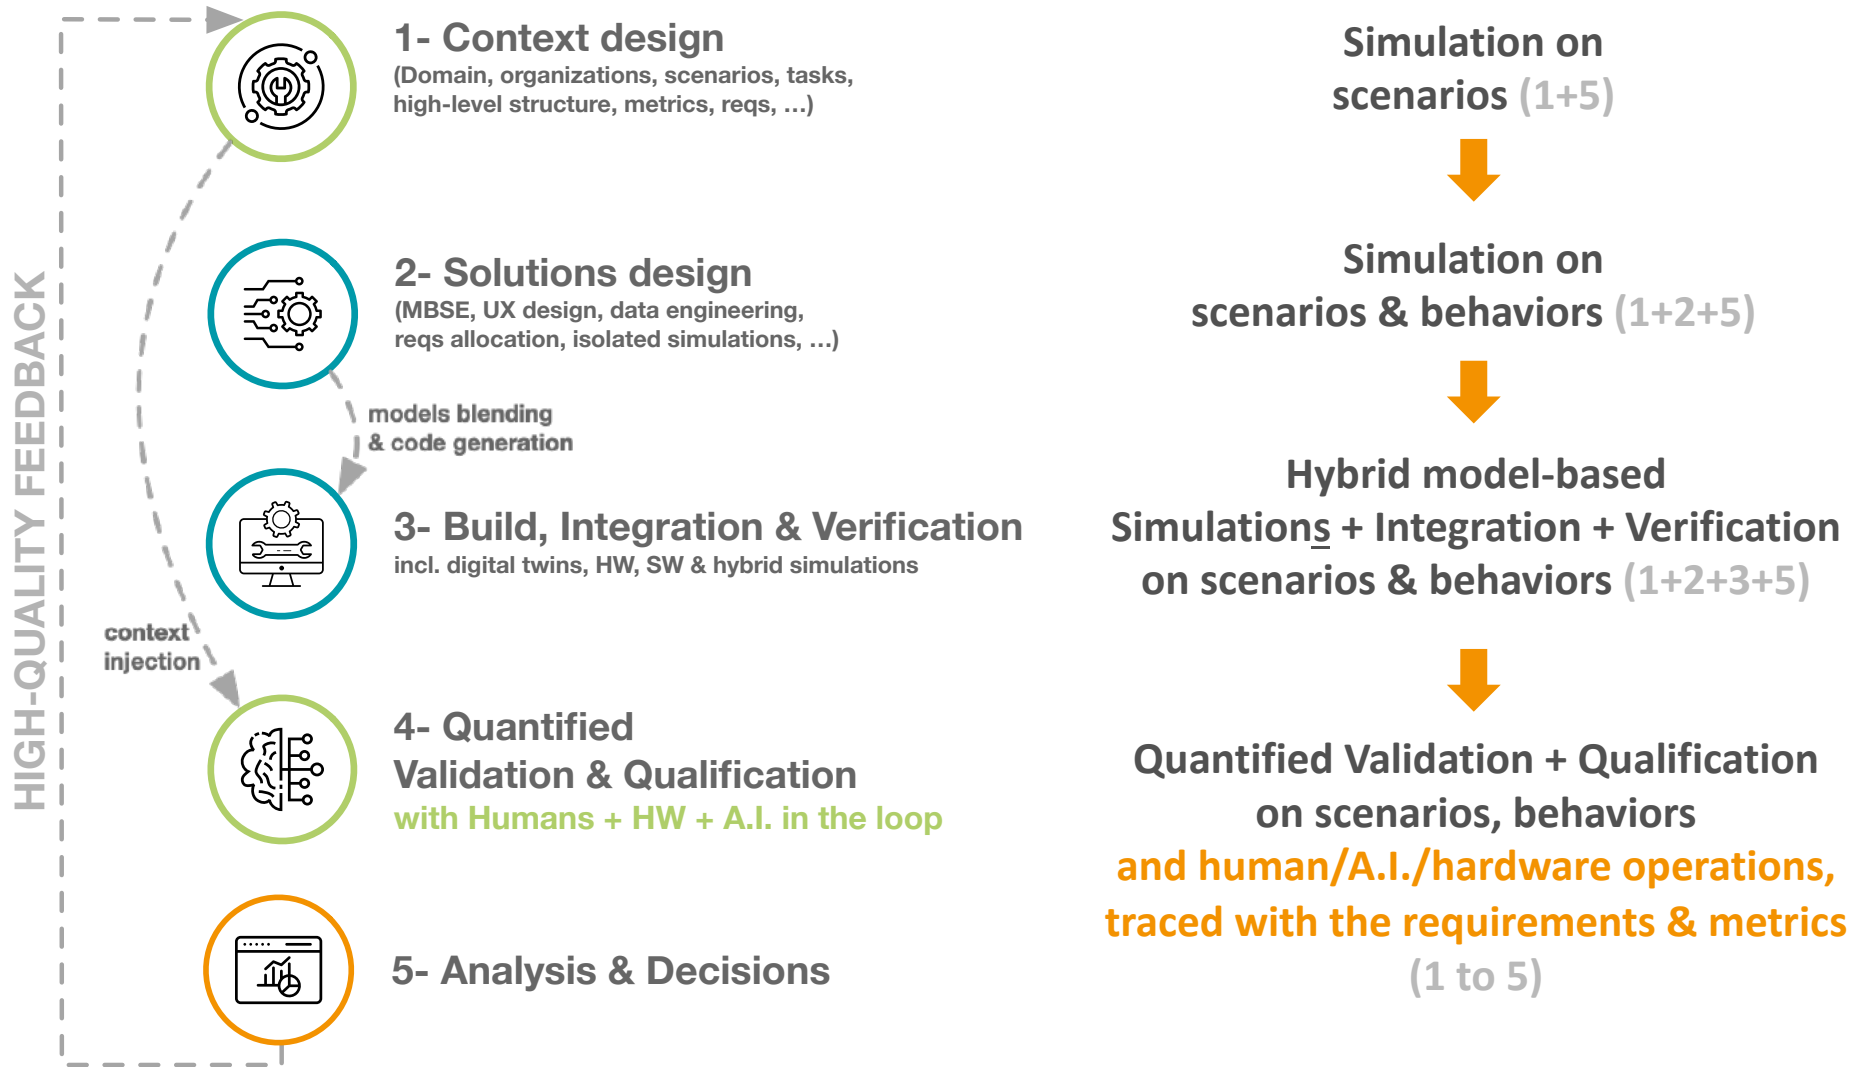 HIGH-QUALITY FEEDBACK
1- Context design
(Domain, organizations, scenarios, tasks,
high-level structure, metrics, reqs, …)
2- Solutions design
(MBSE, UX design, data engineering,
reqs allocation, isolated simulations, …)
models blending
& code generation
3- Build, Integration & Verification
incl. digital twins, HW, SW & hybrid simulations
context
injection
4- Quantified
Validation & Qualification
with Humans + HW + A.I. in the loop
5- Analysis & Decisions
Simulation on
scenarios (1+5)
Simulation on
scenarios & behaviors (1+2+5)
Hybrid model-based
Simulations + Integration + Verification
on scenarios & behaviors (1+2+3+5)
Quantified Validation + Qualification
on scenarios, behaviors
and human/A.I./hardware operations,
traced with the requirements & metrics
(1 to 5)